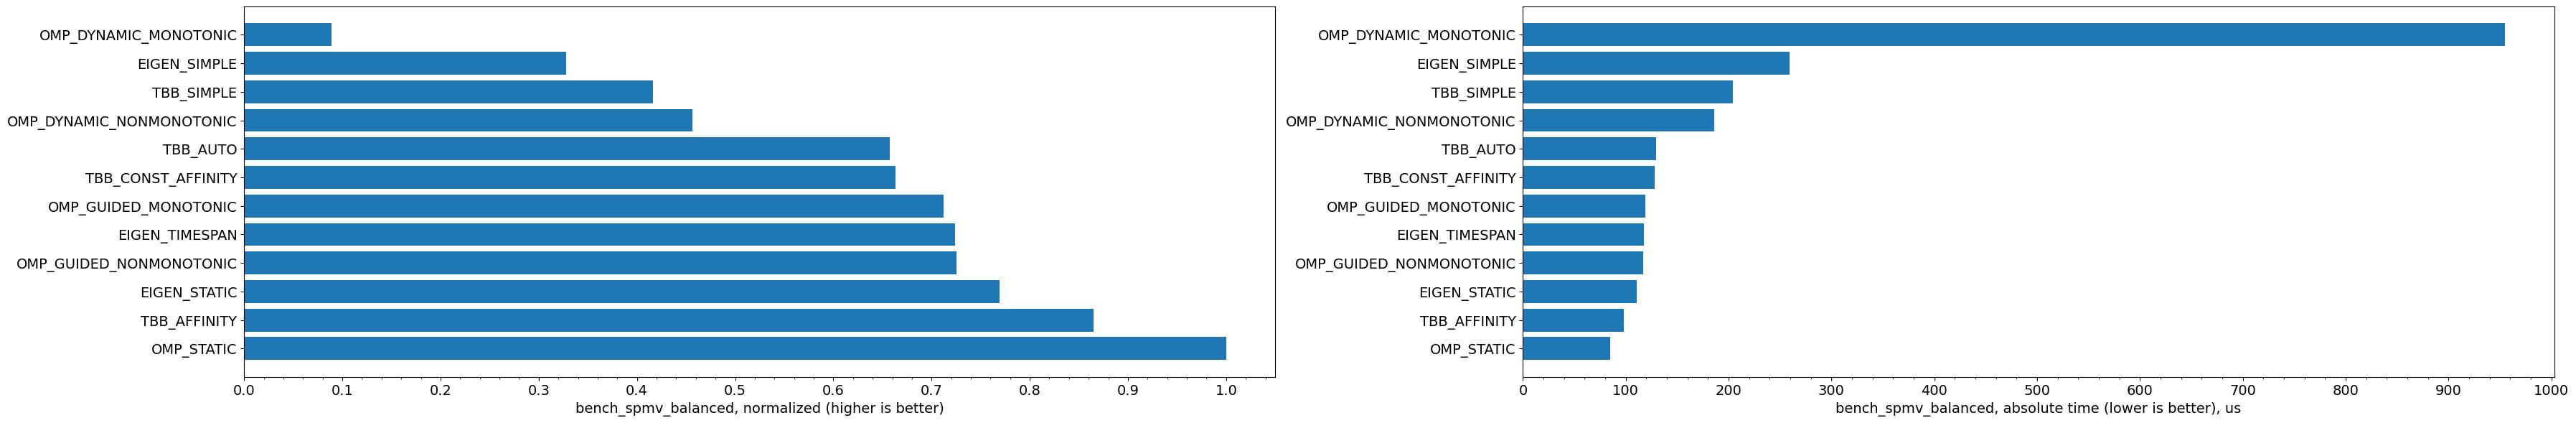 OMP_DYNAMIC_MONOTONIC
EIGEN_SIMPLE
TBB_SIMPLE
OMP_DYNAMIC_NONMONOTONIC
TBB_AUTO
TBB_CONST_AFFINITY
OMP_GUIDED_MONOTONIC
EIGEN_TIMESPAN
OMP_GUIDED_NONMONOTONIC
EIGEN_STATIC
TBB_AFFINITY
OMP_STATIC
0.0 0.1 0.2 0.3 0.4 0.5 0.6 0.7 0.8 0.9 1.0
bench_spmv_balanced, normalized (higher is better)
OMP_DYNAMIC_MONOTONIC
EIGEN_SIMPLE
TBB_SIMPLE
OMP_DYNAMIC_NONMONOTONIC
TBB_AUTO
TBB_CONST_AFFINITY
OMP_GUIDED_MONOTONIC
EIGEN_TIMESPAN
OMP_GUIDED_NONMONOTONIC
EIGEN_STATIC
TBB_AFFINITY
OMP_STATIC
0 100 200 300 400 500 600 700 800 900 1000
bench_spmv_balanced, absolute time (lower is better), us